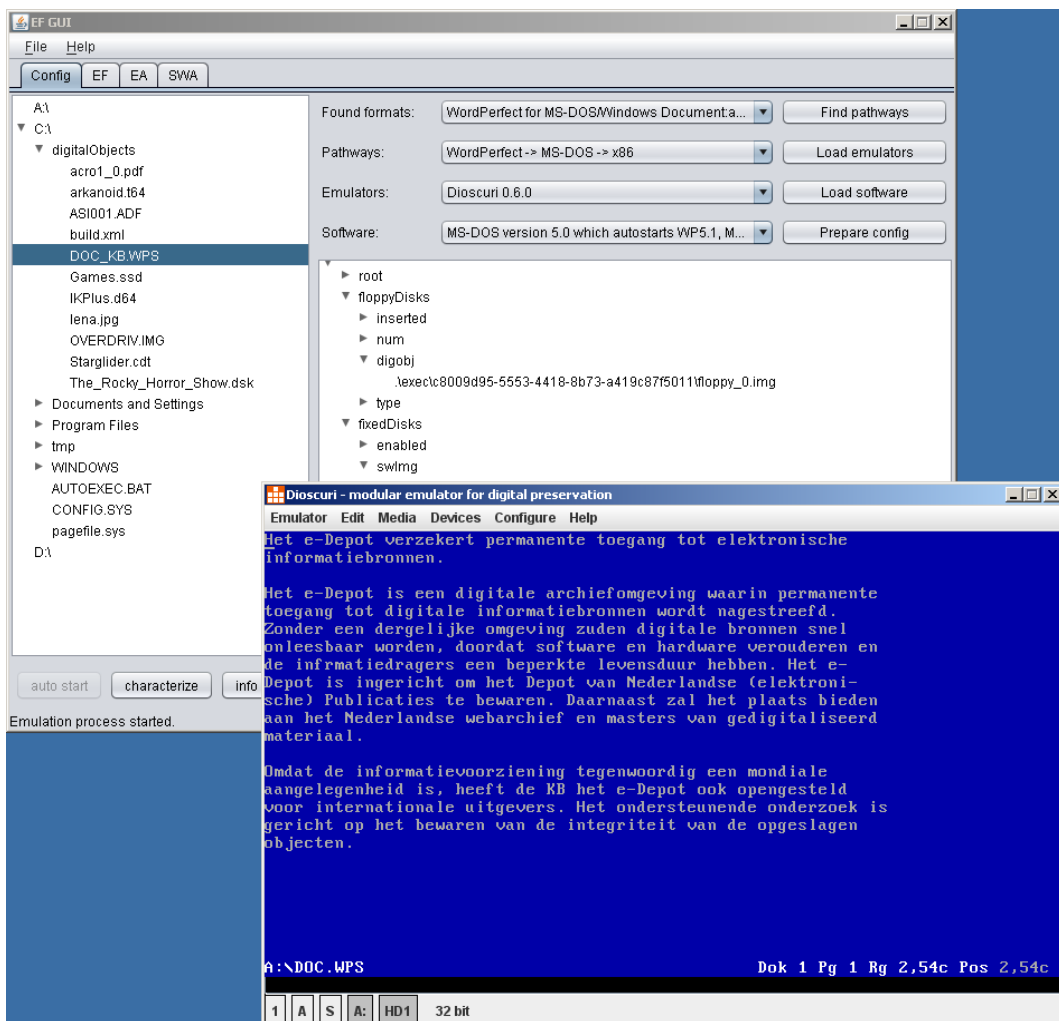 EF GUI
File Help
Config EF EA SWA
A:\
C:\
digitalObjects
acro1_0.pdf
arkanoid.t64
ASI001.ADF
build.xml
DOC_KB.WPS
Games.ssd
IKPlus.d64
lena.jpg
OVERDRIV.IMG
Starglider.cdt
The_Rocky_Horror_Show.dsk
Documents and Settings
Program Files
tmp
WINDOWS
AUTOEXEC.BAT
CONFIG.SYS
pagefile.sys
D:\
auto start characterize info
Emulation process started.
Found formats: WordPerfect for MS-DOS/Windows Document:a... Find pathways
Pathways: WordPerfect -> MS-DOS -> x86 Load emulators
Emulators: Dioscuri 0.6.0 Load software
Software: MS-DOS version 5.0 which autostarts WP5.1, M... Prepare config
root
floppyDisks
inserted
num
digobj
.\exec\c8009d95-5553-4418-8b73-a419c87f5011\floppy_0.img
type
fixedDisks
enabled
swImg
Dioscuri - modular emulator for digital preservation
Emulator Edit Media Devices Configure Help
Het e-Depot verzekert permanente toegang tot elektronische
informatiebronnen.
Het e-Depot is een digitale archiefomgeving waarin permanente
toegang tot digitale informatiebronnen wordt nagestreefd.
Zonder een dergelijke omgeving zuden digitale bronnen snel
onleesbaar worden, doordat software en hardware verouderen en
de infrmatiedragers een beperkte levensduur hebben. Het e-
Depot is ingericht om het Depot van Nederlandse (elektroni-
sche) Publicaties te bewaren. Daarnaast zal het plaats bieden
aan het Nederlandse webarchief en masters van gedigitaliseerd
materiaal.
Omdat de informatievoorziening tegenwoordig een mondiale
aangelegenheid is, heeft de KB het e-Depot ook opengesteld
voor internationale uitgevers. Het ondersteunende onderzoek is
gericht op het bewaren van de integriteit van de opgeslagen
objecten.
A:\DOC.WPS Dok 1 Pg 1 Rg 2,54c Pos 2,54c
1 A S A: HD1 32 bit